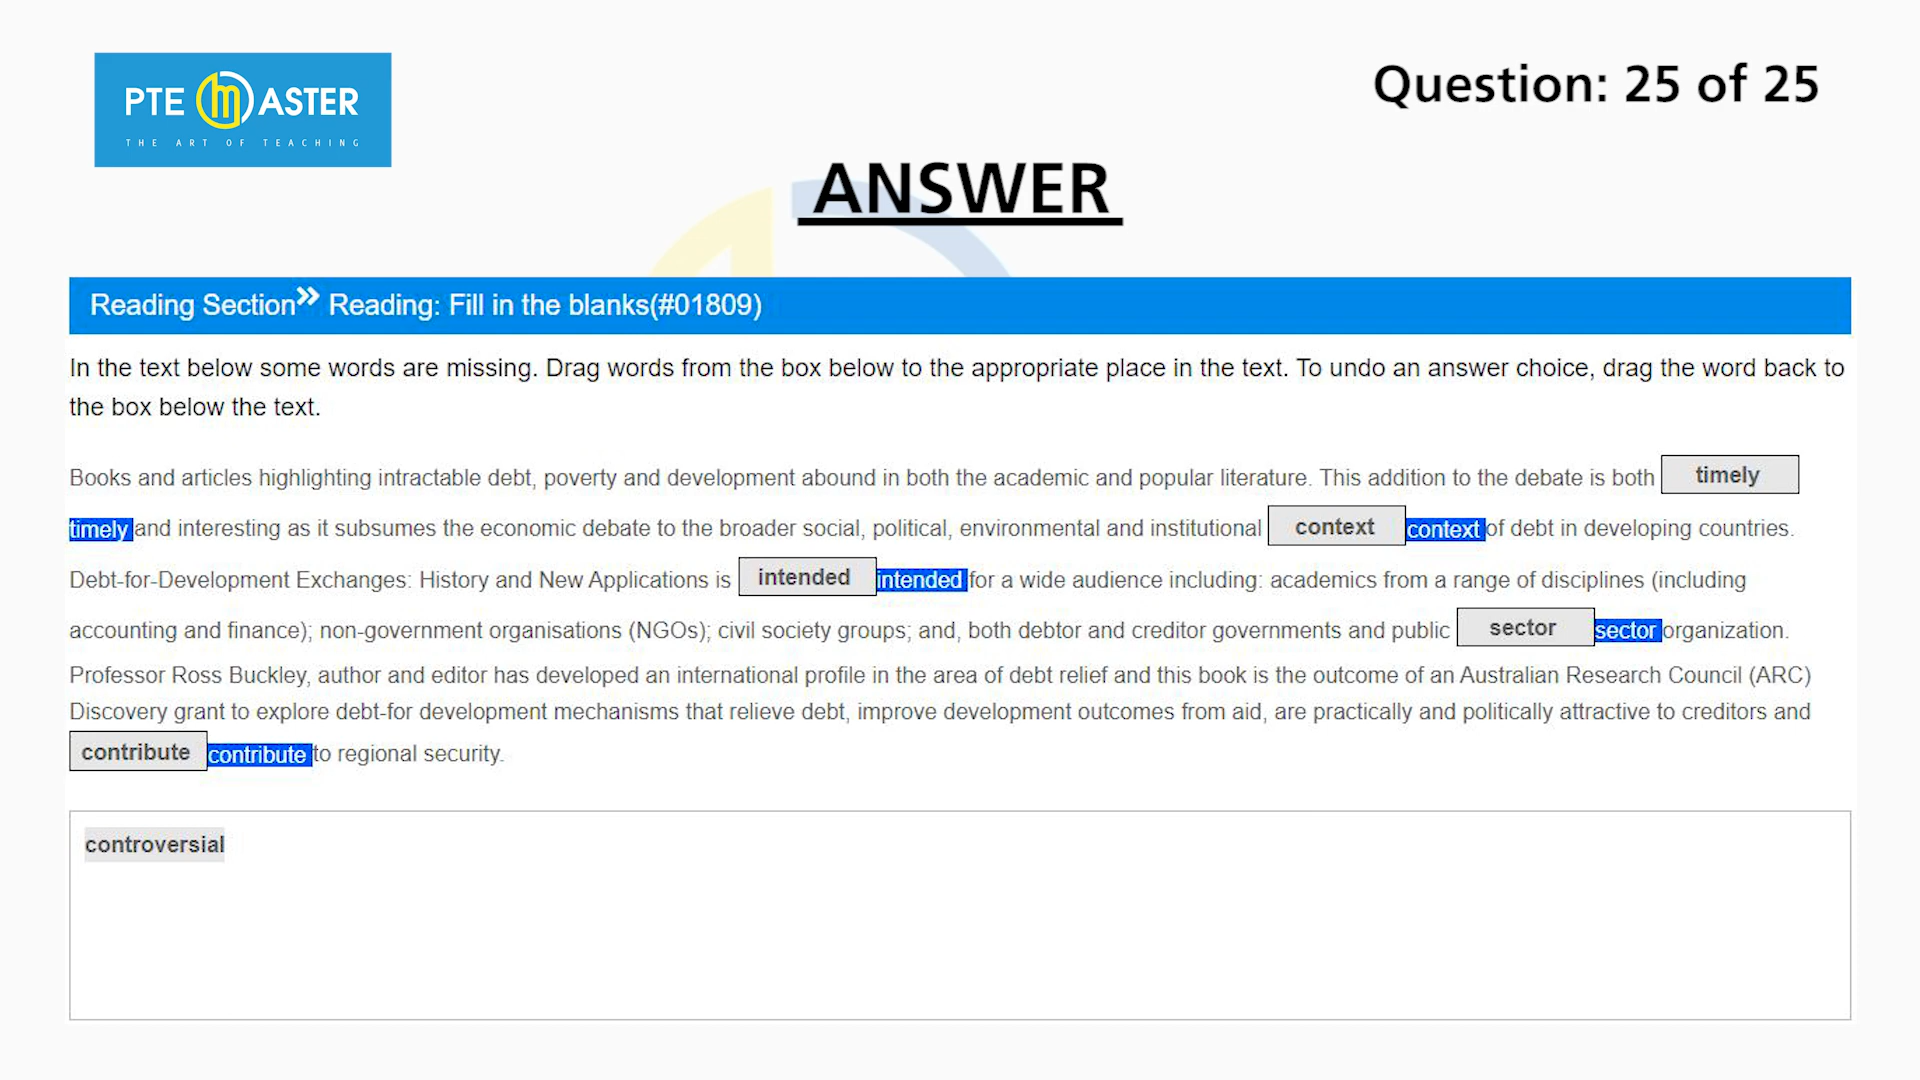 PTE MASTER
THE ART OF TEACHING
Question: 25 of 25
ANSWER
Reading Section» Reading: Fill in the blanks(#01809)
In the text below some words are missing. Drag words from the box below to the appropriate place in the text. To undo an answer choice, drag the word back to
the box below the text.
Books and articles highlighting intractable debt, poverty and development abound in both the academic and popular literature. This addition to the debate is both timely
timely and interesting as it subsumes the economic debate to the broader social, political, environmental and institutional context context of debt in developing countries.
Debt-for-Development Exchanges: History and New Applications is intended intended for a wide audience including: academics from a range of disciplines (including
accounting and finance); non-government organisations (NGOs); civil society groups; and, both debtor and creditor governments and public sector sector organization.
Professor Ross Buckley, author and editor has developed an international profile in the area of debt relief and this book is the outcome of an Australian Research Council (ARC)
Discovery grant to explore debt-for development mechanisms that relieve debt, improve development outcomes from aid, are practically and politically attractive to creditors and
contribute contribute to regional security.
controversial